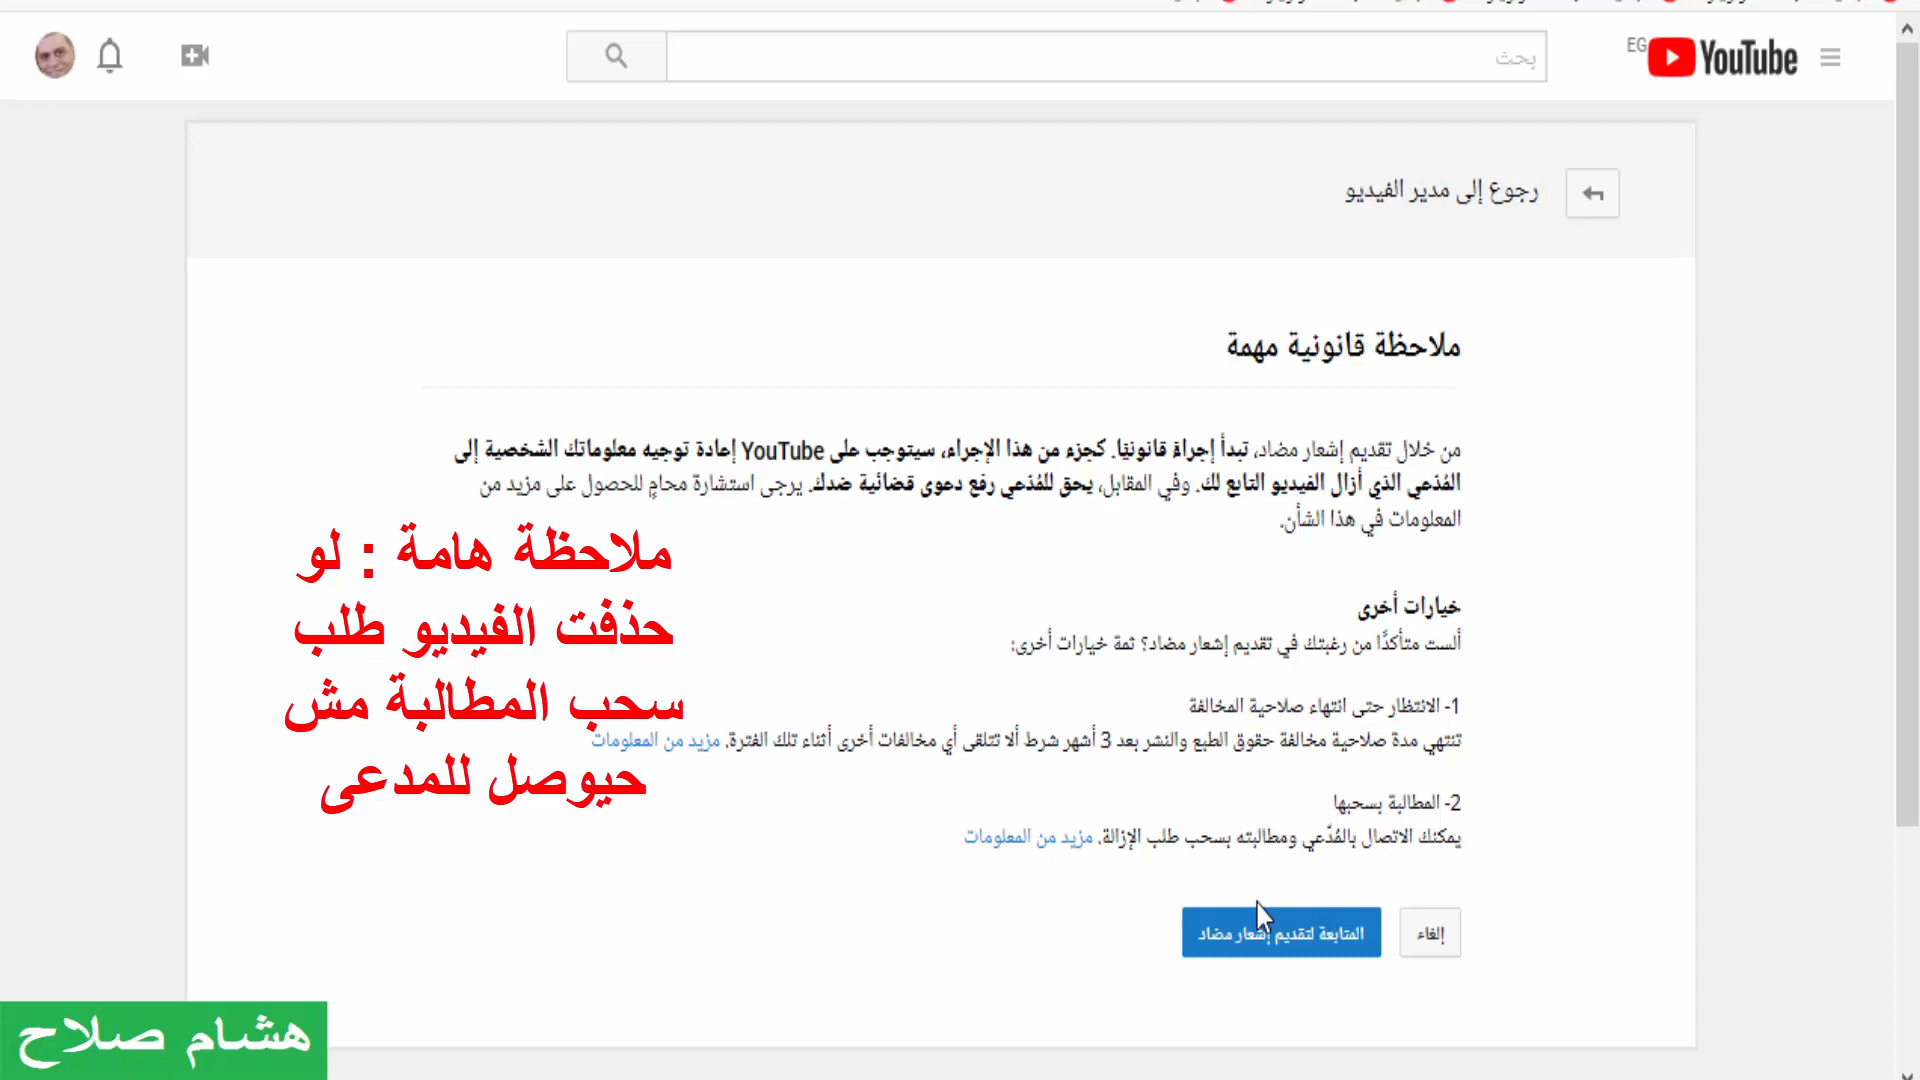 EG
YouTube
بحث
رجوع إلى مدير الفيديو
ملاحظة قانونية مهمة
من خلال تقديم إشعار مضاد، تبدأ إجراءً قانونيًا. كجزء من هذا الإجراء، سيتوجب على YouTube إعادة توجيه معلوماتك الشخصية إلى
المُدّعي الذي أزال الفيديو التابع لك. وفي المقابل، يحق للمُدّعي رفع دعوى قضائية ضدك. يرجى استشارة محامٍ للحصول على مزيد من
المعلومات في هذا الشأن.
خيارات أخرى
ألست متأكدًا من رغبتك في تقديم إشعار مضاد؟ ثمة خيارات أخرى:
1- الانتظار حتى انتهاء صلاحية المخالفة
تنتهي مدة صلاحية مخالفة حقوق الطبع والنشر بعد 3 أشهر شرط ألا تتلقى أي مخالفات أخرى أثناء تلك الفترة. مزيد من المعلومات
2- المطالبة بسحبها
يمكنك الاتصال بالمُدّعي ومطالبته بسحب طلب الإزالة. مزيد من المعلومات
إلغاء
المتابعة لتقديم إشعار مضاد
ملاحظة هامة : لو
حذفت الفيديو طلب
سحب المطالبة مش
حيوصل للمدعى
هشام صلاح